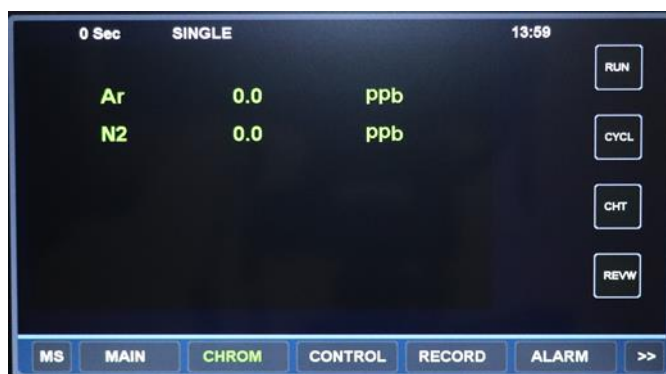 0 Sec SINGLE 13:59
RUN
Ar 0.0 ppb
N2 0.0 ppb
CYCL
CHT
REVW
MS MAIN CHROM CONTROL RECORD ALARM >>